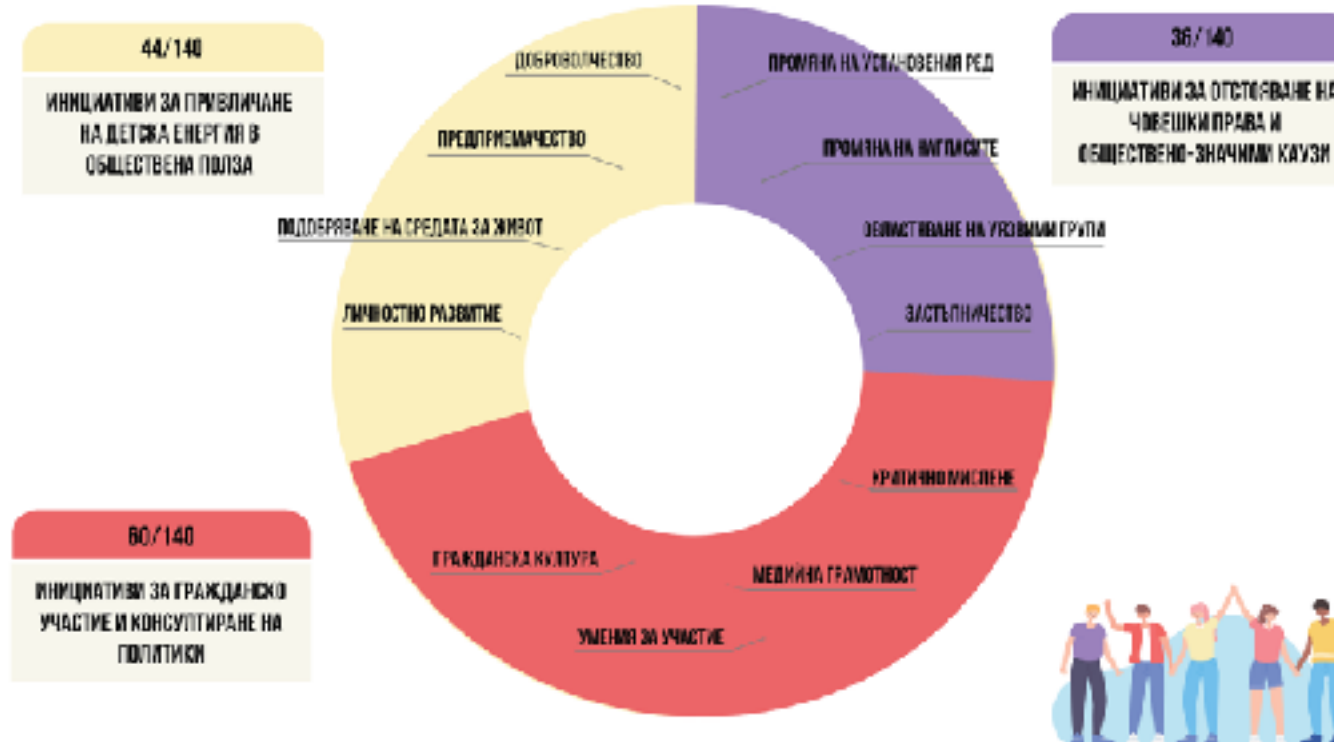 44/140
ИНИЦИАТИВИ ЗА ПРИВЛИЧАНЕ
НА ДЕТСКА ЕНЕРГИЯ В
ОБЩЕСТВЕНА ПОЛЗА
36/140
ИНИЦИАТИВИ ЗА ОТСТОЯВАНЕ НА
ЧОВЕШКИ ПРАВА И
ОБЩЕСТВЕНО-ЗНАЧИМИ КАУЗИ
ДОБРОВОЛЧЕСТВО
ПРЕДПРИЕМАЧЕСТВО
ПОДОБРЯВАНЕ НА СРЕДАТА ЗА ЖИВОТ
ЛИЧНОСТНО РАЗВИТИЕ
ПРОМЯНА НА УСТАНОВЕНИЯ РЕД
ПРОМЯНА НА НАГЛАСИТЕ
ОВЛАСТЯВАНЕ НА УЯЗВИМИ ГРУПИ
ЗАСТЪПНИЧЕСТВО
КРИТИЧНО МИСЛЕНЕ
МЕДИЙНА ГРАМОТНОСТ
УМЕНИЯ ЗА УЧАСТИЕ
ГРАЖДАНСКА КУЛТУРА
60/140
ИНИЦИАТИВИ ЗА ГРАЖДАНСКО
УЧАСТИЕ И КОНСУЛТИРАНЕ НА
ПОЛИТИКИ